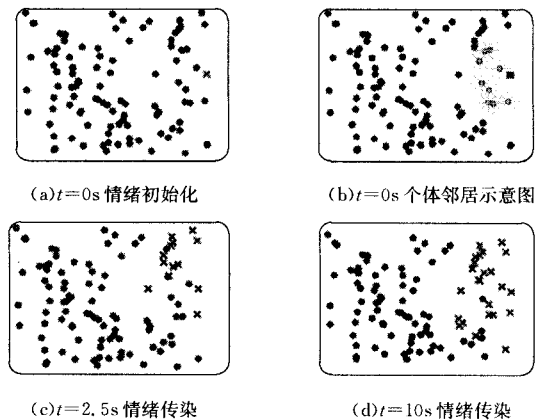 (a)t=0s 情绪初始化
(b)t=0s 个体邻居示意图
(c)t=2.5s 情绪传染
(d)t=10s 情绪传染